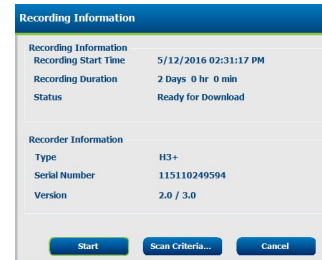 Recording Information
Recording Information
Recording Start Time 5/12/2016 02:31:17 PM
Recording Duration 2 Days 0 hr 0 min
Status Ready for Download
Recorder Information
Type H3+
Serial Number 115110249594
Version 2.0 / 3.0
Start Scan Criteria... Cancel